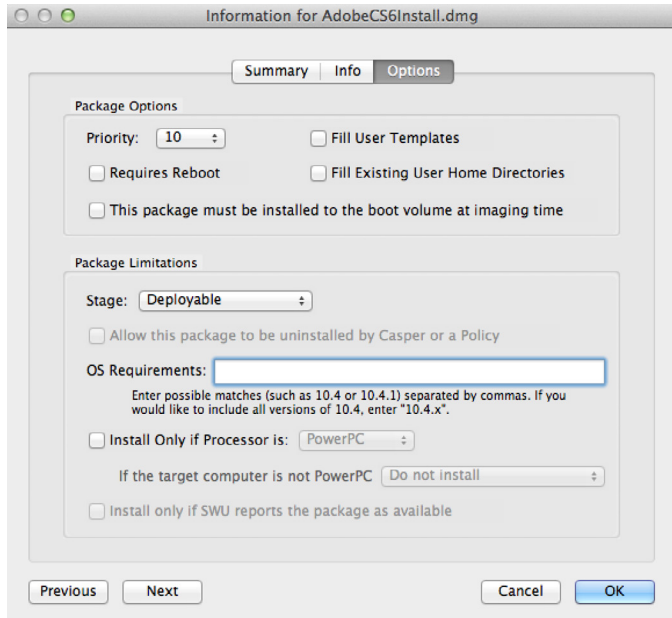 Information for AdobeCS6Install.dmg
Summary Info Options
Package Options
Priority: 10 Fill User Templates
Requires Reboot Fill Existing User Home Directories
This package must be installed to the boot volume at imaging time
Package Limitations
Stage: Deployable
Allow this package to be uninstalled by Casper or a Policy
OS Requirements:
Enter possible matches (such as 10.4 or 10.4.1) separated by commas. If you
would like to include all versions of 10.4, enter "10.4.x".
Install Only if Processor is: PowerPC
If the target computer is not PowerPC Do not install
Install only if SWU reports the package as available
Previous Next Cancel OK